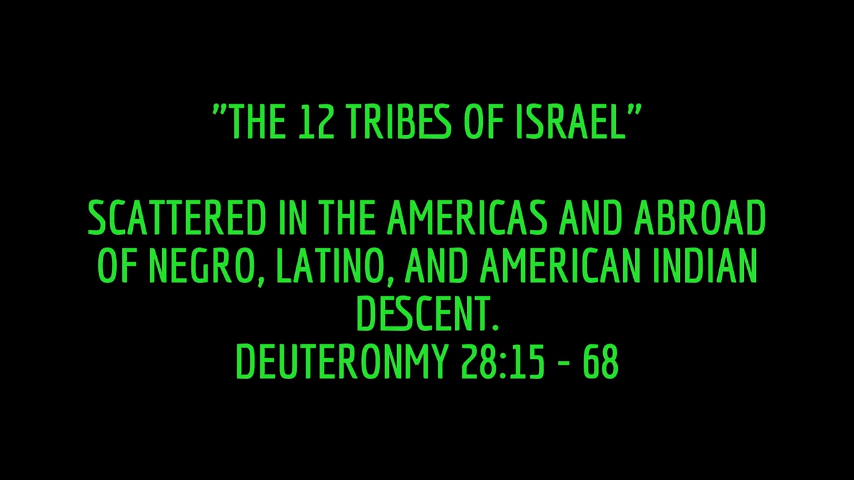 "THE 12 TRIBES OF ISRAEL"
SCATTERED IN THE AMERICAS AND ABROAD
OF NEGRO, LATINO, AND AMERICAN INDIAN
DESCENT.
DEUTERONMY 28:15 - 68